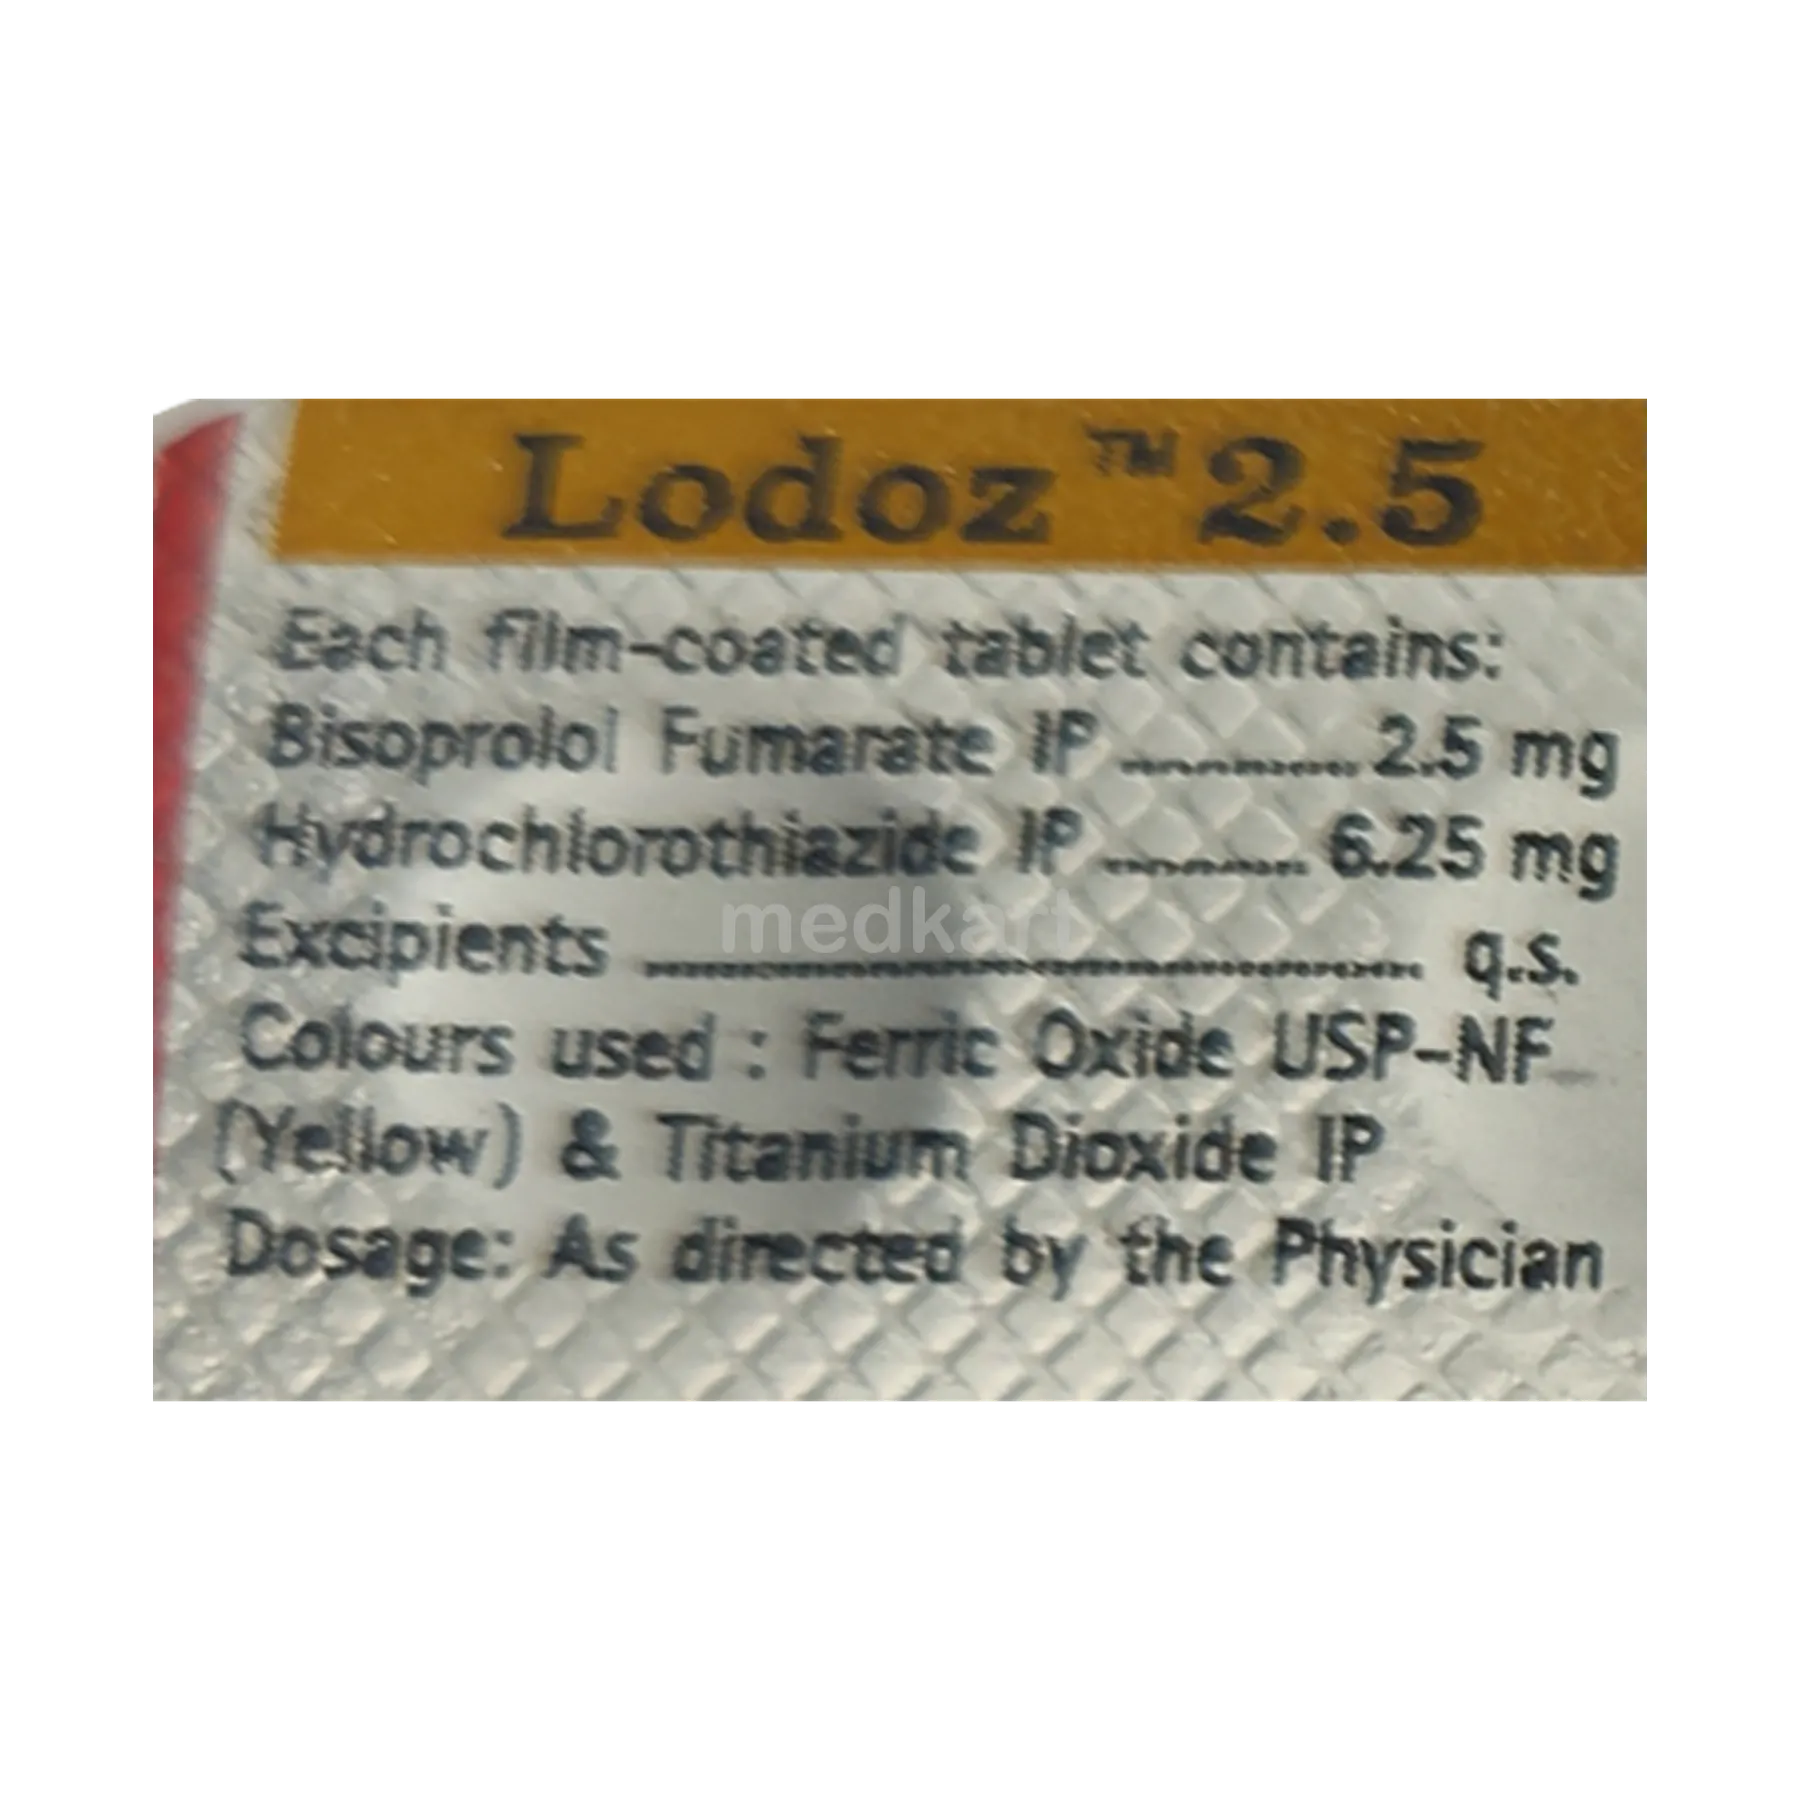 Lodoz™ 2.5
Each film-coated tablet contains:
Bisoprolol Fumarate IP .............. 2.5 mg
Hydrochlorothiazide IP ............ 6.25 mg
medkart
Excipients ................................................ q.s.
Colours used : Ferric Oxide USP-NF
(Yellow) & Titanium Dioxide IP
Dosage: As directed by the Physician